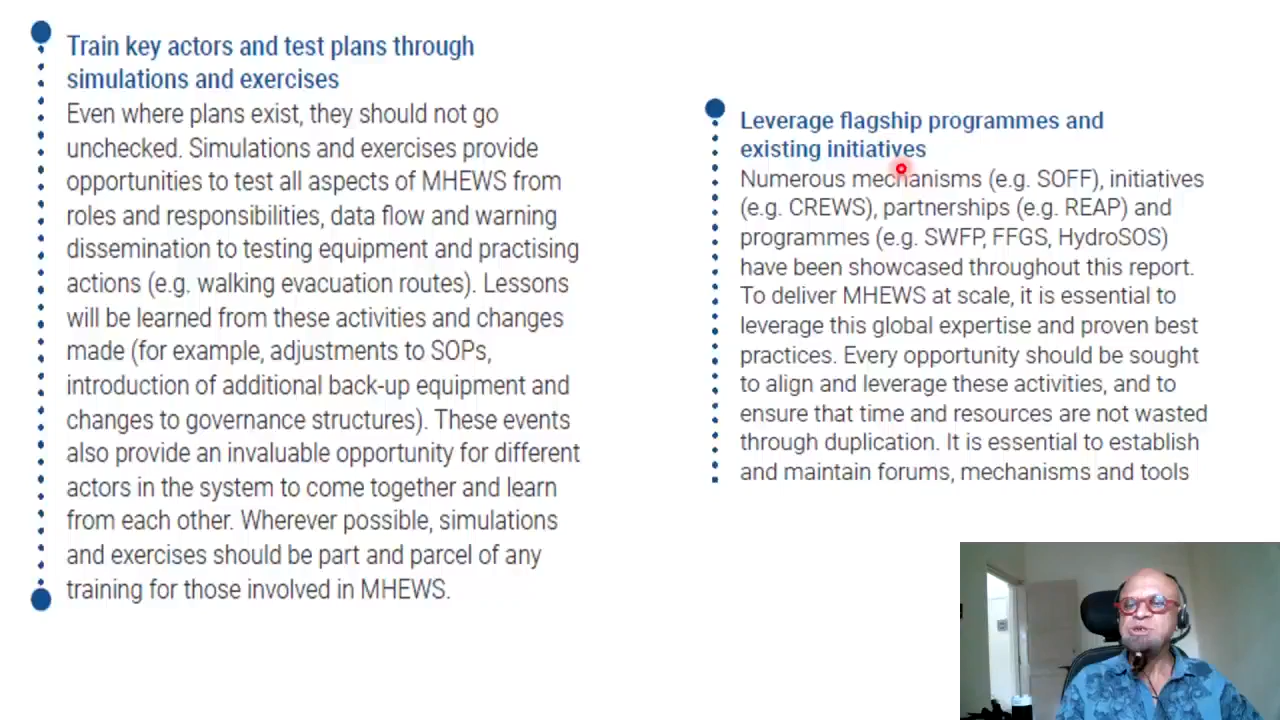 Train key actors and test plans through
simulations and exercises
Even where plans exist, they should not go
unchecked. Simulations and exercises provide
opportunities to test all aspects of MHEWS from
roles and responsibilities, data flow and warning
dissemination to testing equipment and practising
actions (e.g. walking evacuation routes). Lessons
will be learned from these activities and changes
made (for example, adjustments to SOPs,
introduction of additional back-up equipment and
changes to governance structures). These events
also provide an invaluable opportunity for different
actors in the system to come together and learn
from each other. Wherever possible, simulations
and exercises should be part and parcel of any
training for those involved in MHEWS.
Leverage flagship programmes and
existing initiatives
Numerous mechanisms (e.g. SOFF), initiatives
(e.g. CREWS), partnerships (e.g. REAP) and
programmes (e.g. SWFP, FFGS, HydroSOS)
have been showcased throughout this report.
To deliver MHEWS at scale, it is essential to
leverage this global expertise and proven best
practices. Every opportunity should be sought
to align and leverage these activities, and to
ensure that time and resources are not wasted
through duplication. It is essential to establish
and maintain forums, mechanisms and tools